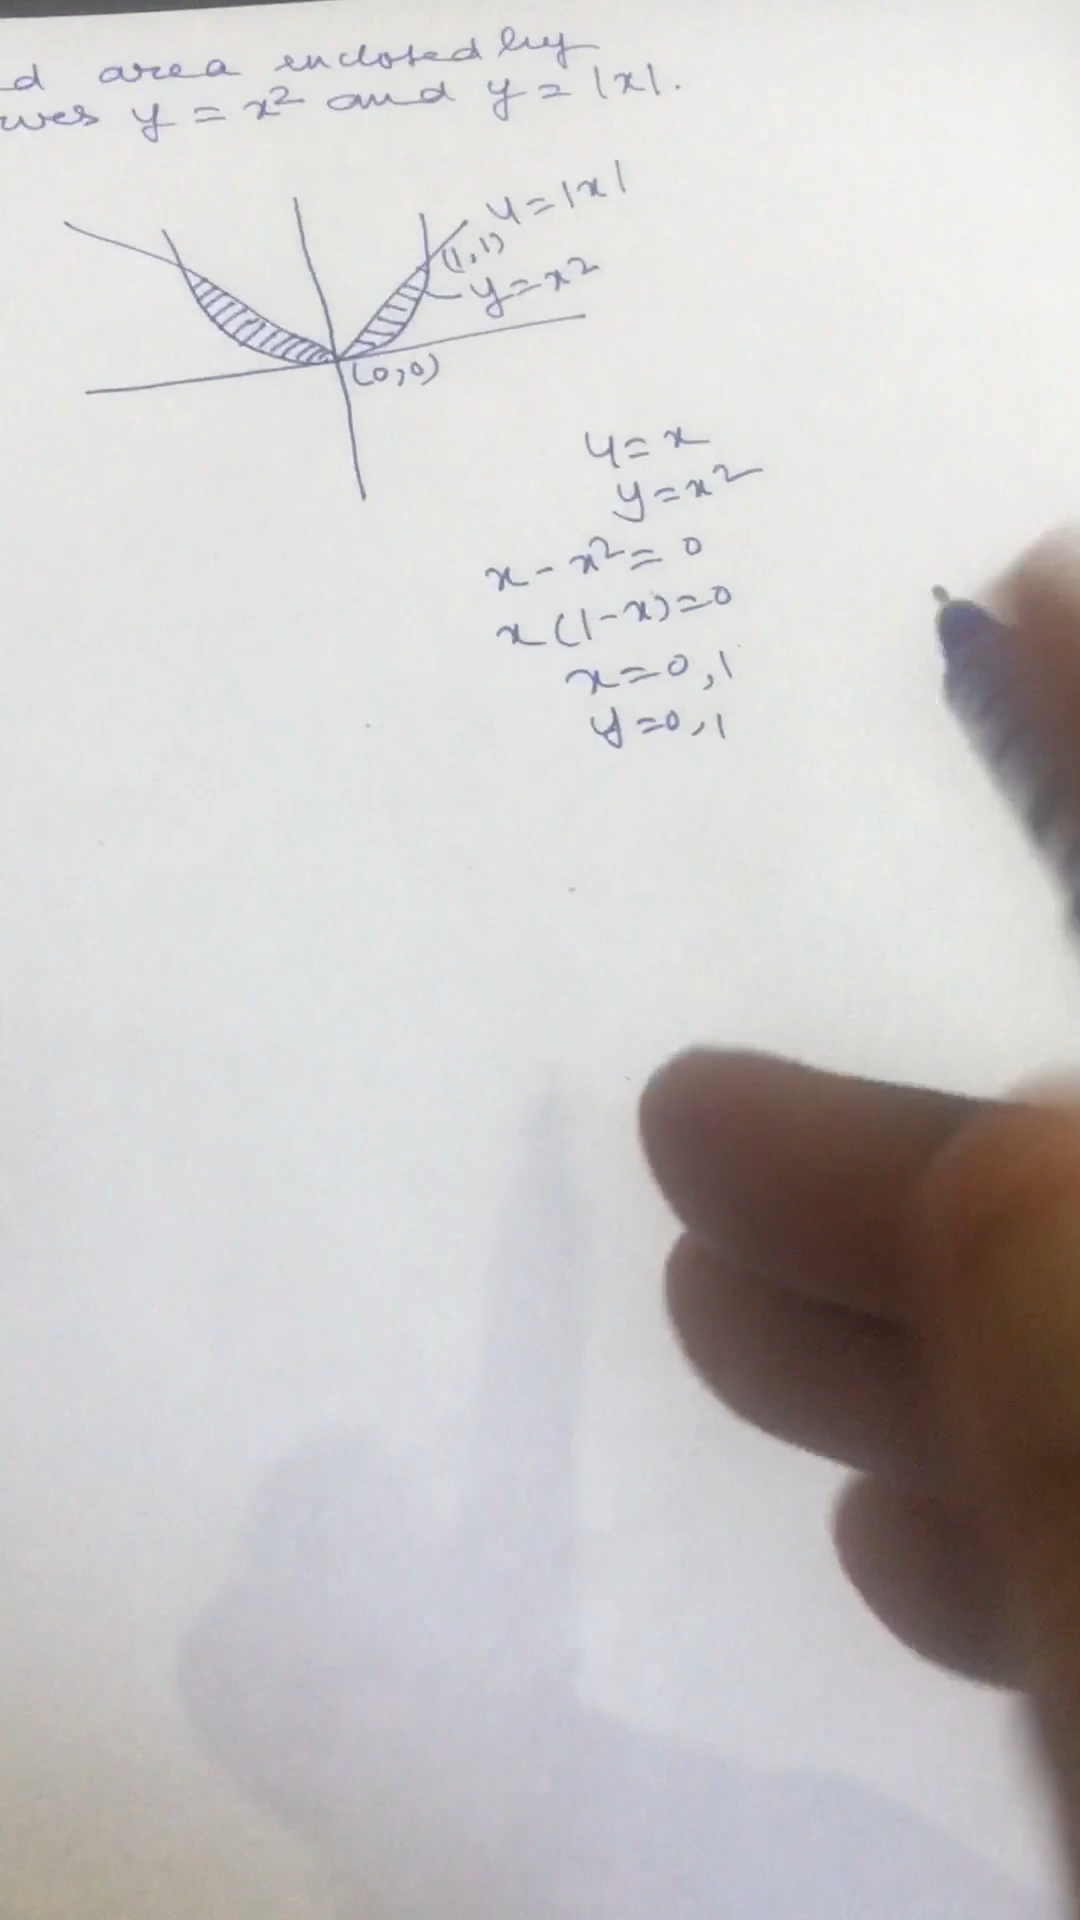 d area enclosed by
ves y = x² and y = |x|.
y = |x|
(1,1)
y = x²
(0,0)
y = x
y = x²
x - x² = 0
x (1-x) = 0
x = 0, 1
y = 0, 1